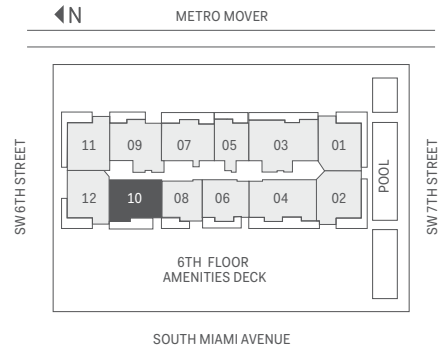 N
METRO MOVER
SW 6TH STREET
11 09 07 05 03 01
12 10 08 06 04 02
POOL
SW 7TH STREET
6TH FLOOR
AMENITIES DECK
SOUTH MIAMI AVENUE